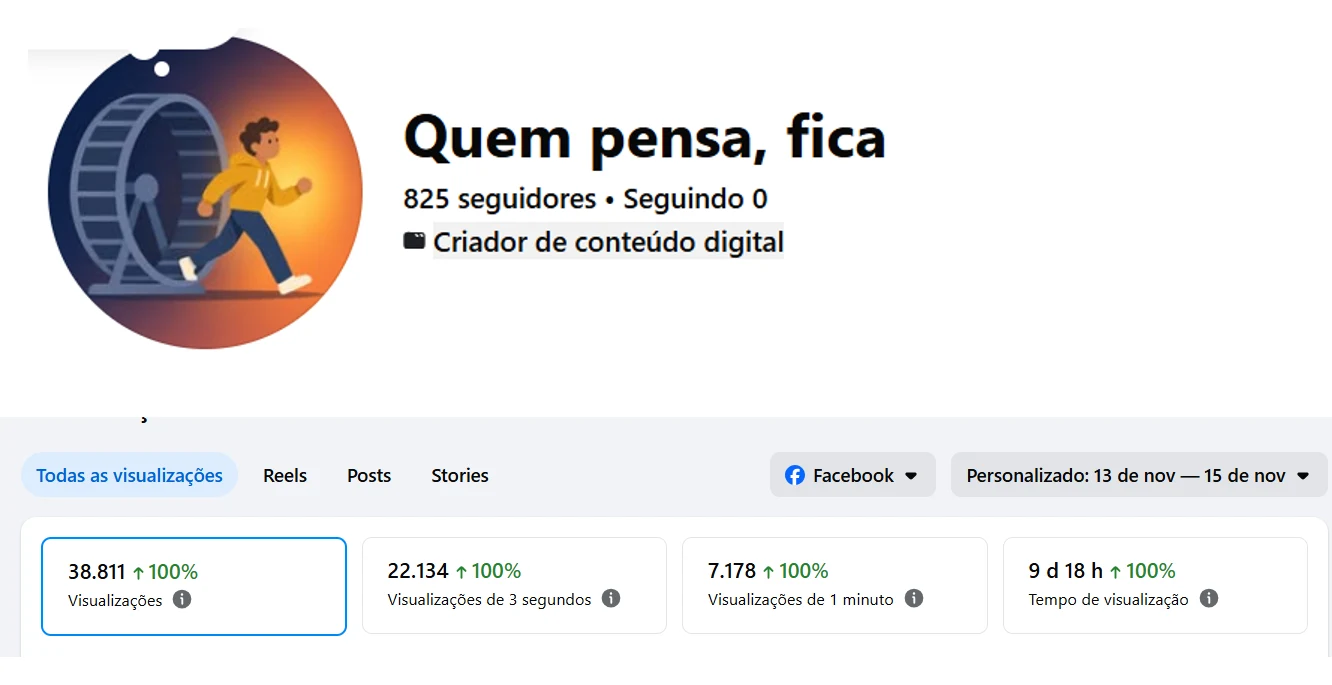 Quem pensa, fica
825 seguidores • Seguindo 0
Criador de conteúdo digital
Todas as visualizações Reels Posts Stories Facebook Personalizado: 13 de nov — 15 de nov
38.811 ↑ 100% 22.134 ↑ 100% 7.178 ↑ 100% 9 d 18 h ↑ 100%
Visualizações Visualizações de 3 segundos Visualizações de 1 minuto Tempo de visualização